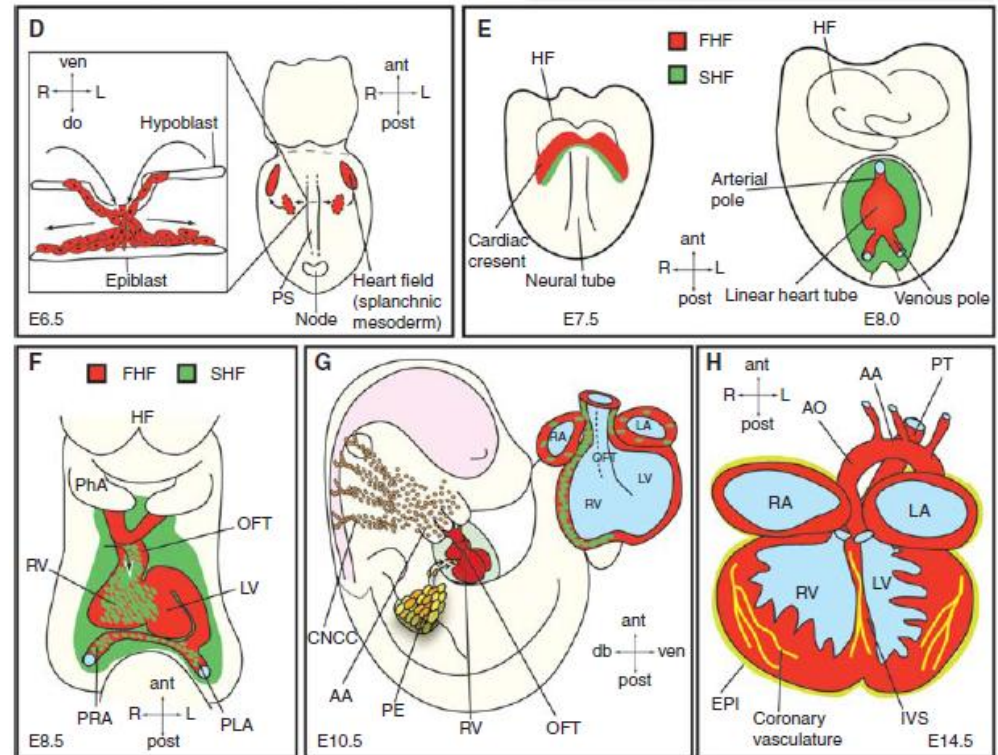 D
ven
R L
do
Hypoblast
Epiblast
ant
R L
post
PS
Node
Heart field
(splanchnic
mesoderm)
E6.5
E
FHF
SHF
HF
Cardiac
cresent
Neural tube
ant
R L
post
E7.5
HF
Arterial
pole
Linear heart tube
Venous pole
E8.0
F
FHF
SHF
HF
PhA
OFT
RV
LV
PRA
ant
R L
post
PLA
E8.5
G
RA
LA
OFT
LV
RV
CNCC
AA
PE
RV
OFT
ant
db ven
post
E10.5
H
ant
R L
post
AO
AA
PT
RA
LA
RV
LV
EPI
Coronary
vasculature
IVS
E14.5